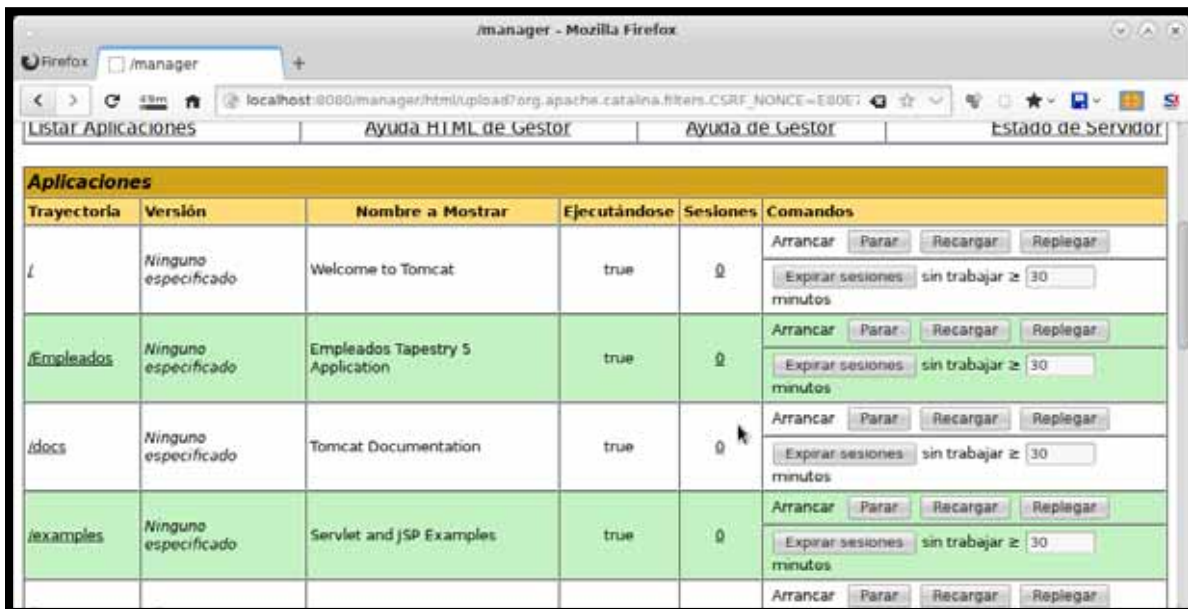 /manager - Mozilla Firefox
Firefox /manager +
localhost:8080/manager/html/upload?org.apache.catalina.filters.CSRF_NONCE=E80E7
Listar Aplicaciones Ayuda HTML de Gestor Ayuda de Gestor Estado de Servidor
Aplicaciones
Trayectoria Versión Nombre a Mostrar Ejecutándose Sesiones Comandos
/ Ninguno especificado Welcome to Tomcat true 0 Arrancar Parar Recargar Replegar
Expirar sesiones sin trabajar ≥ 30
minutos
/Empleados Ninguno especificado Empleados Tapestry 5 Application true 0 Arrancar Parar Recargar Replegar
Expirar sesiones sin trabajar ≥ 30
minutos
/docs Ninguno especificado Tomcat Documentation true 0 Arrancar Parar Recargar Replegar
Expirar sesiones sin trabajar ≥ 30
minutos
/examples Ninguno especificado Servlet and JSP Examples true 0 Arrancar Parar Recargar Replegar
Expirar sesiones sin trabajar ≥ 30
minutos
Arrancar Parar Recargar Replegar